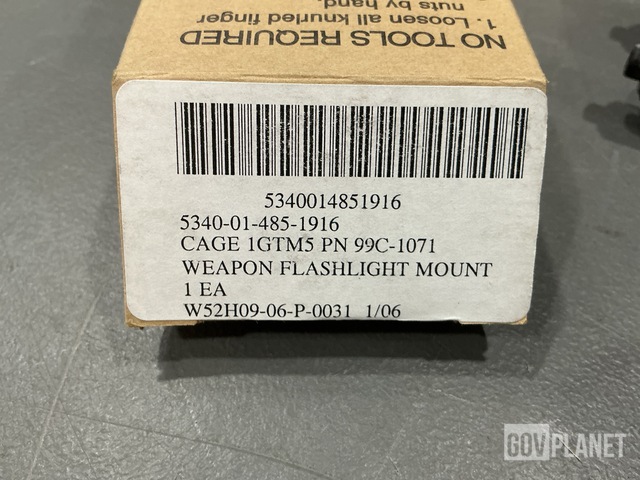 NO TOOLS REQUIRED
1. Loosen all knurled finger
nuts by hand.
5340014851916
5340-01-485-1916
CAGE 1GTM5 PN 99C-1071
WEAPON FLASHLIGHT MOUNT
1 EA
W52H09-06-P-0031 1/06
GOVPLANET